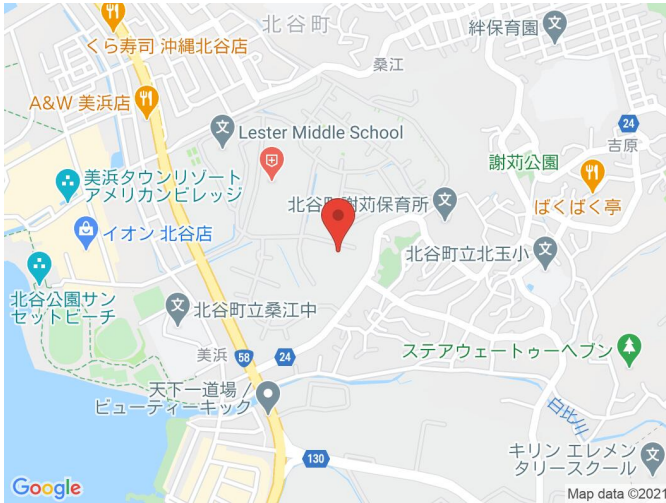 くら寿司 沖縄北谷店
北谷町
絆保育園
桑江
A&W 美浜店
Lester Middle School
24
吉原
謝苅公園
美浜タウンリゾート
アメリカンビレッジ
ばくばく亭
北谷町謝苅保育所
イオン 北谷店
北谷町立北玉小
北谷公園サン
セットビーチ
北谷町立桑江中
美浜
58
24
ステアウェートゥーヘブン
天下一道場 /
ビューティーキック
白比川
130
キリン エレメン
タリースクール
Google
Map data ©2021